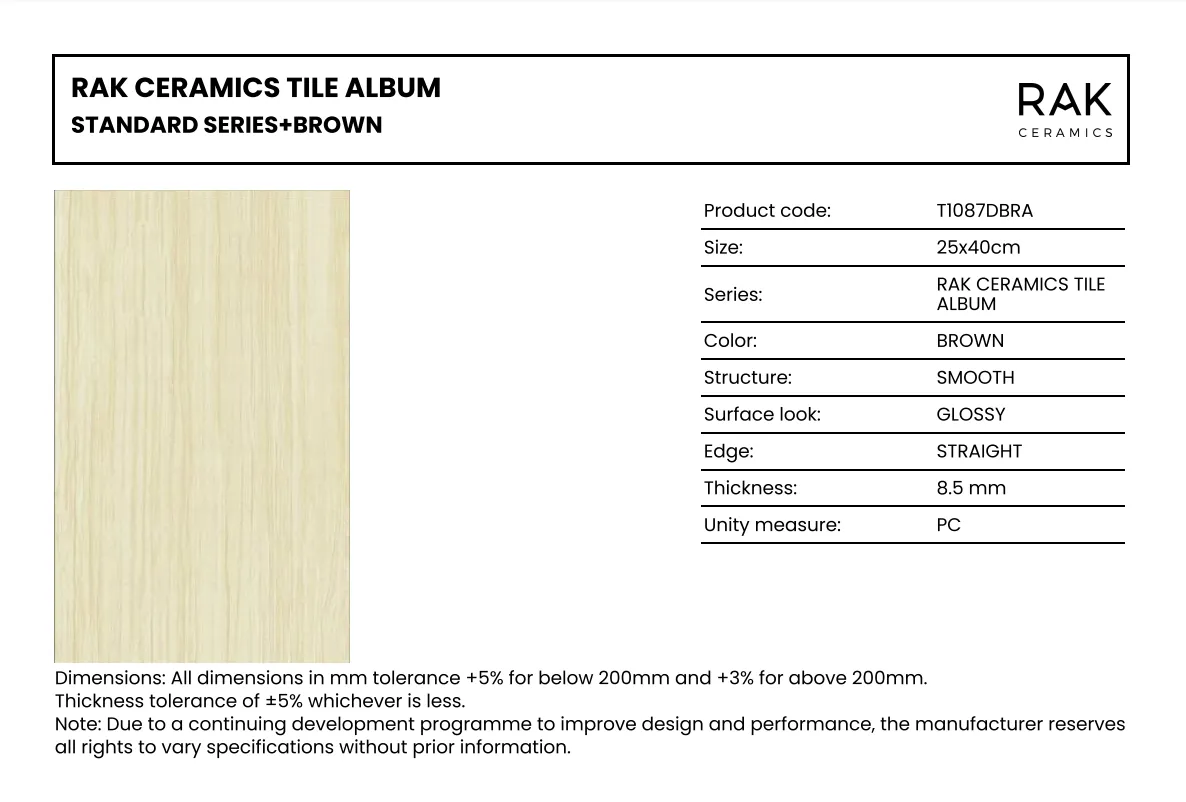 RAK CERAMICS TILE ALBUM
STANDARD SERIES+BROWN
RAK
CERAMICS
Product code: T1087DBRA
Size: 25x40cm
Series: RAK CERAMICS TILE
ALBUM
Color: BROWN
Structure: SMOOTH
Surface look: GLOSSY
Edge: STRAIGHT
Thickness: 8.5 mm
Unity measure: PC
Dimensions: All dimensions in mm tolerance +5% for below 200mm and +3% for above 200mm.
Thickness tolerance of ±5% whichever is less.
Note: Due to a continuing development programme to improve design and performance, the manufacturer reserves
all rights to vary specifications without prior information.